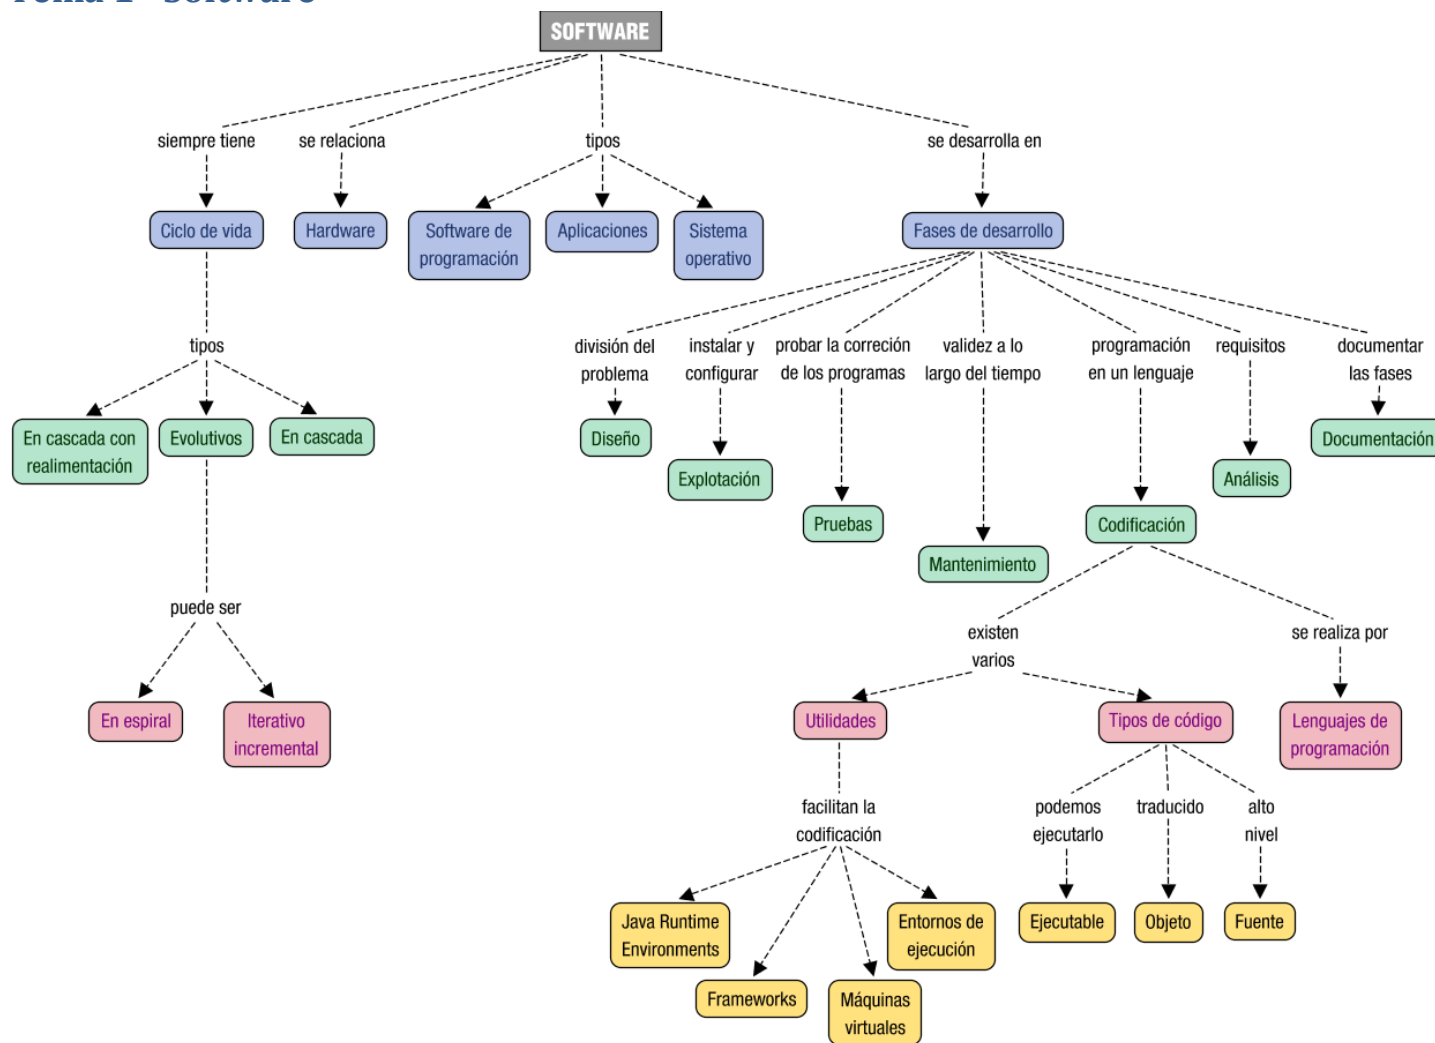 Tema 1 - Software
SOFTWARE
siempre tiene
se relaciona
tipos
se desarrolla en
Ciclo de vida
Hardware
Software de
programación
Aplicaciones
Sistema
operativo
Fases de desarrollo
tipos
división del
problema
instalar y
configurar
probar la correción
de los programas
validez a lo
largo del tiempo
programación
en un lenguaje
requisitos
documentar
las fases
En cascada con
realimentación
Evolutivos
En cascada
Diseño
Explotación
Pruebas
Mantenimiento
Codificación
Análisis
Documentación
puede ser
existen
varios
se realiza por
En espiral
Iterativo
incremental
Utilidades
Tipos de código
Lenguajes de
programación
facilitan la
codificación
podemos
ejecutarlo
traducido
alto
nivel
Java Runtime
Environments
Frameworks
Máquinas
virtuales
Entornos de
ejecución
Ejecutable
Objeto
Fuente